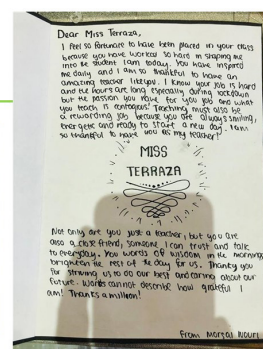 Dear Miss Terraza,
I feel so fortunate to have been placed in your class
because you have worked so hard in shaping me
into the student I am today. You have inspired
me daily and I am so thankful to have an
amazing teacher like you. I know your job is hard
and the hours are long especially during lockdown
but the passion you have for you job and what
you teach is contagious! Teaching must also be
a rewarding job because you are always smiling,
energetic and ready to start a new day. I am
so thankful to have you as my teacher!
MISS
TERRAZA
Not only are you just a teacher, but you are
also a close friend, someone I can trust and talk
to everyday. You words of wisdom in the mornings
brighten the rest of the day for us. Thank you
for striving us to do our best and caring about our
future. Words cannot describe how grateful I
am! Thanks a million!
From